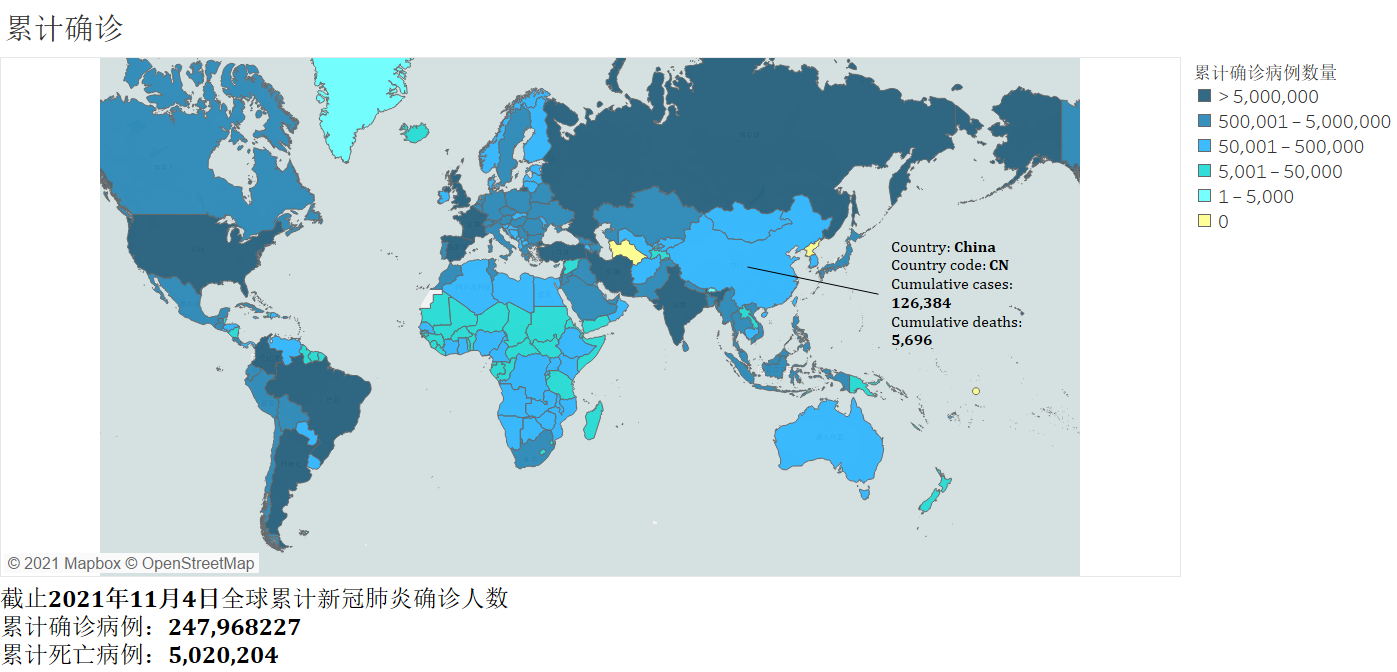 累计确诊
累计确诊病例数量
> 5,000,000
500,001 – 5,000,000
50,001 – 500,000
5,001 – 50,000
1 – 5,000
0
Country: China
Country code: CN
Cumulative cases:
126,384
Cumulative deaths:
5,696
© 2021 Mapbox © OpenStreetMap
截止2021年11月4日全球累计新冠肺炎确诊人数
累计确诊病例：247,968227
累计死亡病例：5,020,204